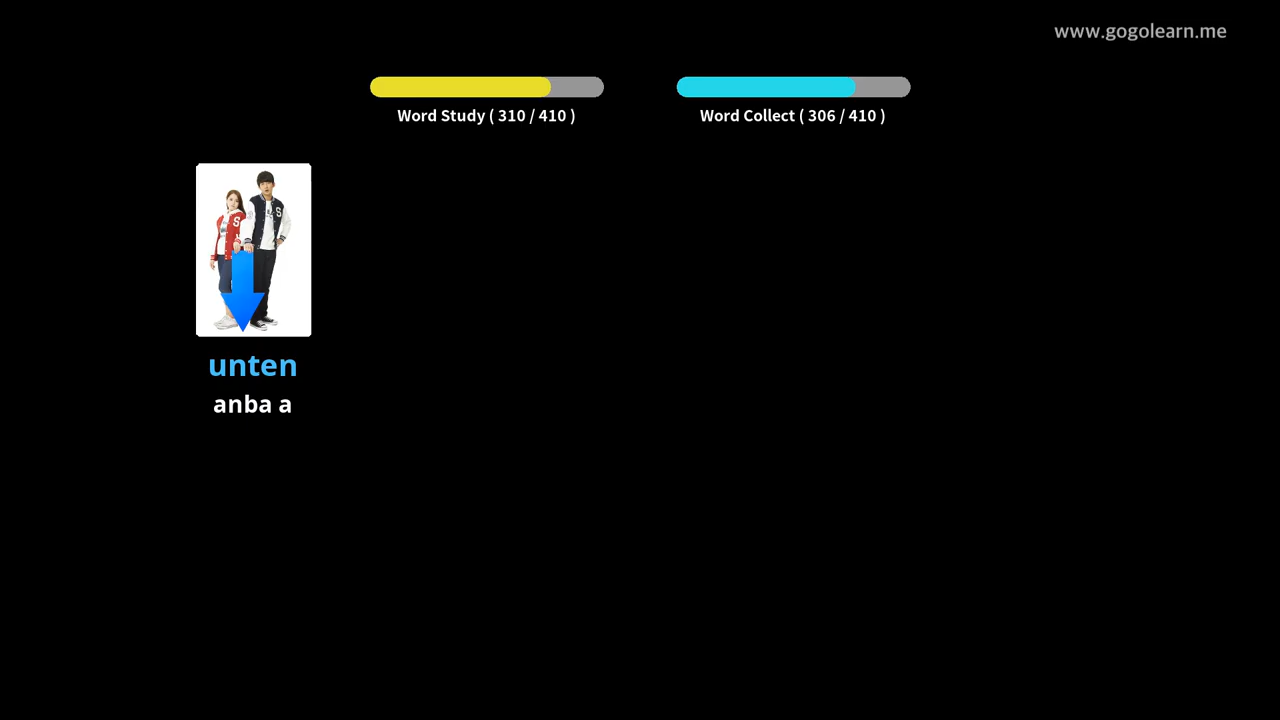 www.gogolearn.me
Word Study ( 310 / 410 )
Word Collect ( 306 / 410 )
S
S
unten
anba a